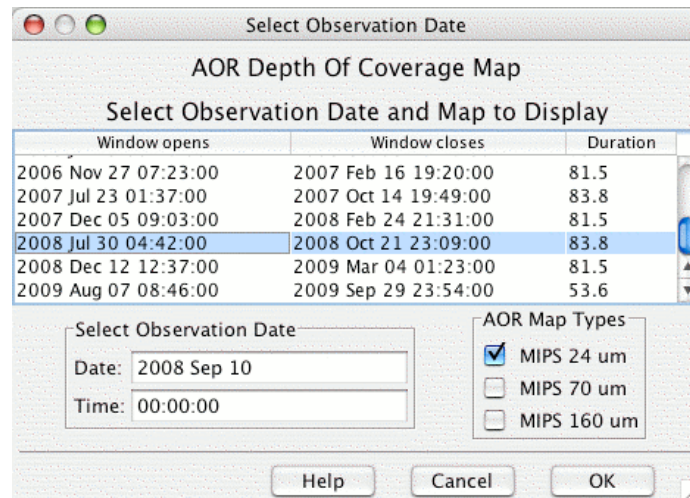 Select Observation Date
AOR Depth Of Coverage Map
Select Observation Date and Map to Display
Window opens Window closes Duration
2006 Nov 27 07:23:00 2007 Feb 16 19:20:00 81.5
2007 Jul 23 01:37:00 2007 Oct 14 19:49:00 83.8
2007 Dec 05 09:03:00 2008 Feb 24 21:31:00 81.5
2008 Jul 30 04:42:00 2008 Oct 21 23:09:00 83.8
2008 Dec 12 12:37:00 2009 Mar 04 01:23:00 81.5
2009 Aug 07 08:46:00 2009 Sep 29 23:54:00 53.6
Select Observation Date
Date: 2008 Sep 10
Time: 00:00:00
AOR Map Types
MIPS 24 um
MIPS 70 um
MIPS 160 um
Help Cancel OK